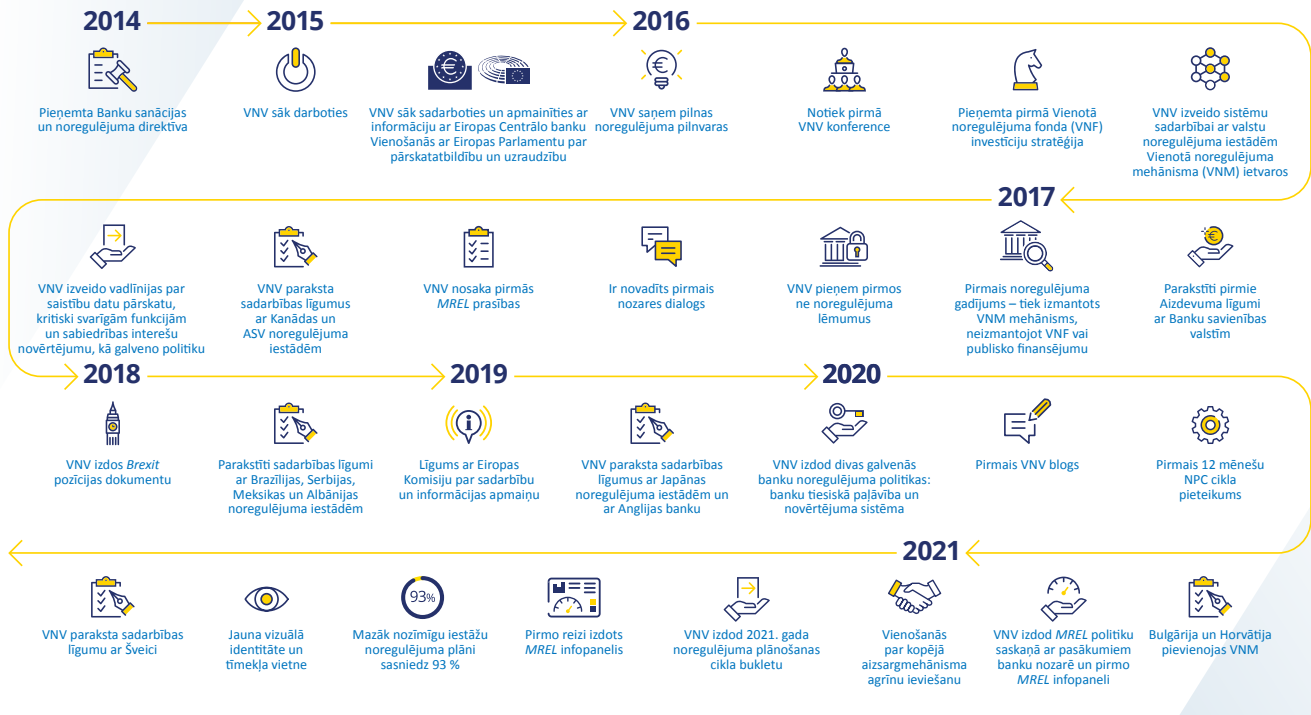 2014
2015
2016
Pieņemta Banku sanācijas
un noregulējuma direktīva
VNV sāk darboties
VNV sāk sadarboties un apmainīties ar
informāciju ar Eiropas Centrālo banku
Vienošanās ar Eiropas Parlamentu par
pārskatatbildību un uzraudzību
VNV saņem pilnas
noregulējuma pilnvaras
Notiek pirmā
VNV konference
Pieņemta pirmā Vienotā
noregulējuma fonda (VNF)
investīciju stratēģija
VNV izveido sistēmu
sadarbībai ar valstu
noregulējuma iestādēm
Vienotā noregulējuma
mehānisma (VNM) ietvaros
2017
VNV izveido vadlīnijas par
saistību datu pārskatu,
kritiski svarīgām funkcijām
un sabiedrības interešu
novērtējumu, kā galveno politiku
VNV paraksta
sadarbības līgumus
ar Kanādas un
ASV noregulējuma
iestādēm
VNV nosaka pirmās
MREL prasības
Ir novadīts pirmais
nozares dialogs
VNV pieņem pirmos
ne noregulējuma
lēmumus
Pirmais noregulējuma
gadījums – tiek izmantots
VNM mehānisms,
neizmantojot VNF vai
publisko finansējumu
Parakstīti pirmie
Aizdevuma līgumi
ar Banku savienības
valstīm
2018
2019
2020
VNV izdos Brexit
pozīcijas dokumentu
Parakstīti sadarbības līgumi
ar Brazīlijas, Serbijas,
Meksikas un Albānijas
noregulējuma iestādēm
Līgums ar Eiropas
Komisiju par sadarbību
un informācijas apmaiņu
VNV paraksta sadarbības
līgumus ar Japānas
noregulējuma iestādēm un
ar Anglijas banku
VNV izdod divas galvenās
banku noregulējuma politikas:
banku tiesiskā paļāvība un
novērtējuma sistēma
Pirmais VNV blogs
Pirmais 12 mēnešu
NPC cikla
pieteikums
2021
VNV paraksta sadarbības
līgumu ar Šveici
Jauna vizuālā
identitāte un
tīmekļa vietne
93%
Mazāk nozīmīgu iestāžu
noregulējuma plāni
sasniedz 93 %
Pirmo reizi izdots
MREL infopanelis
VNV izdod 2021. gada
noregulējuma plānošanas
cikla bukletu
Vienošanās
par kopējā
aizsargmehānisma
agrīnu ieviešanu
VNV izdod MREL politiku
saskaņā ar pasākumiem
banku nozarē un pirmo
MREL infopaneli
Bulgārija un Horvātija
pievienojas VNM